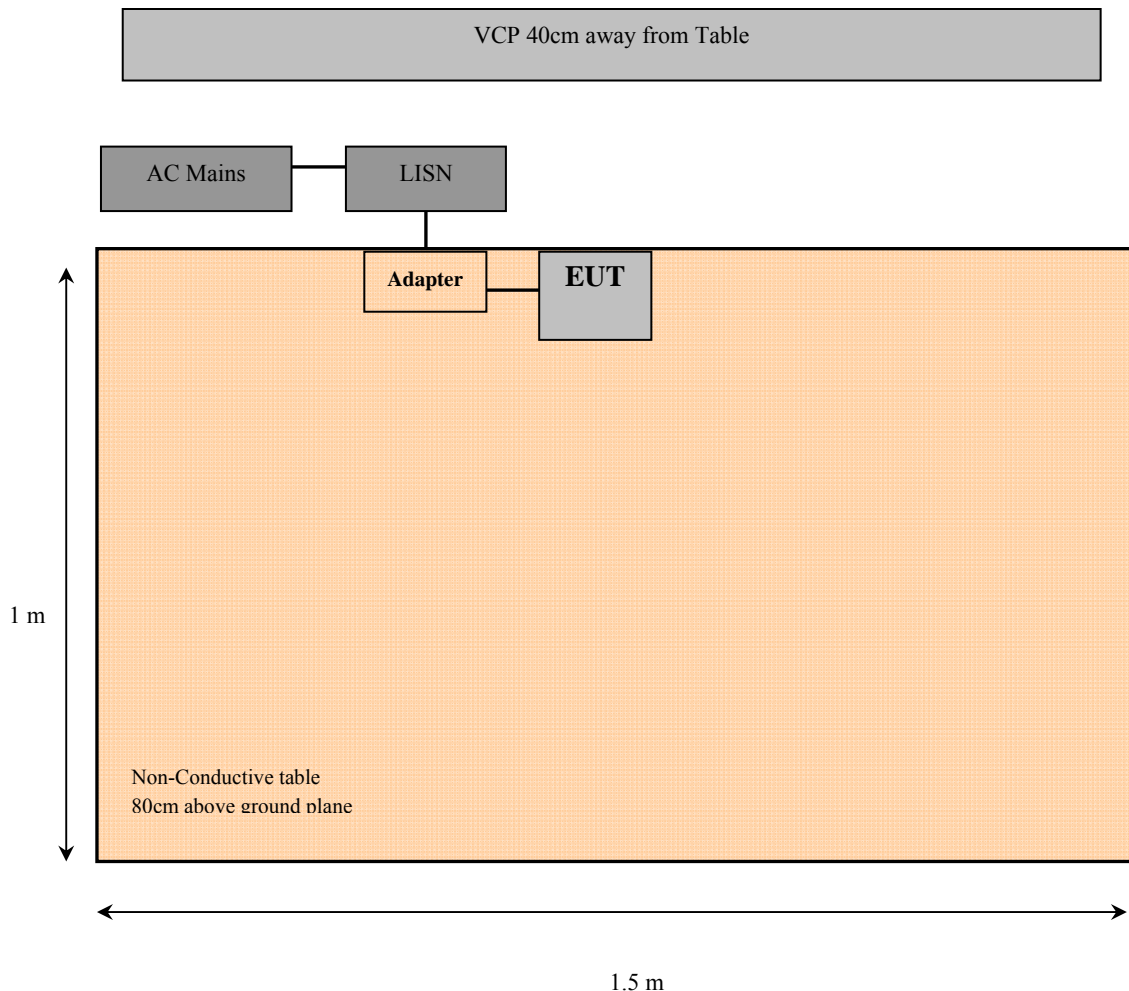 VCP 40cm away from Table
AC Mains
LISN
Adapter
EUT
1 m
Non-Conductive table
80cm above ground plane
1.5 m